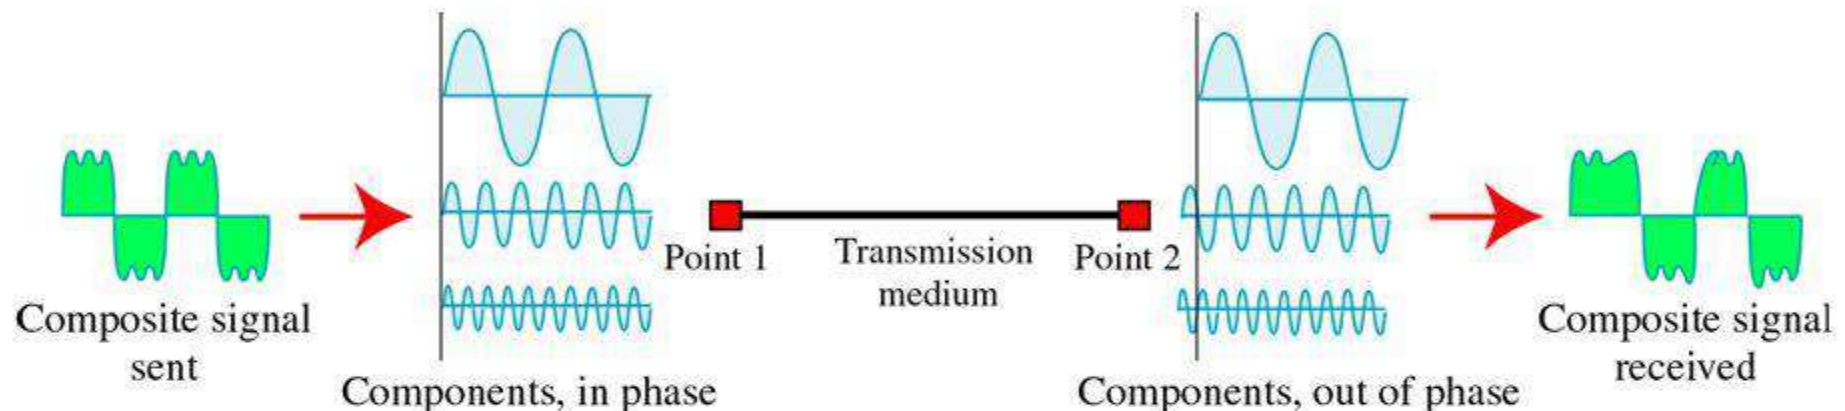 Composite signal
sent
Components, in phase
Point 1
Transmission
medium
Point 2
Components, out of phase
Composite signal
received